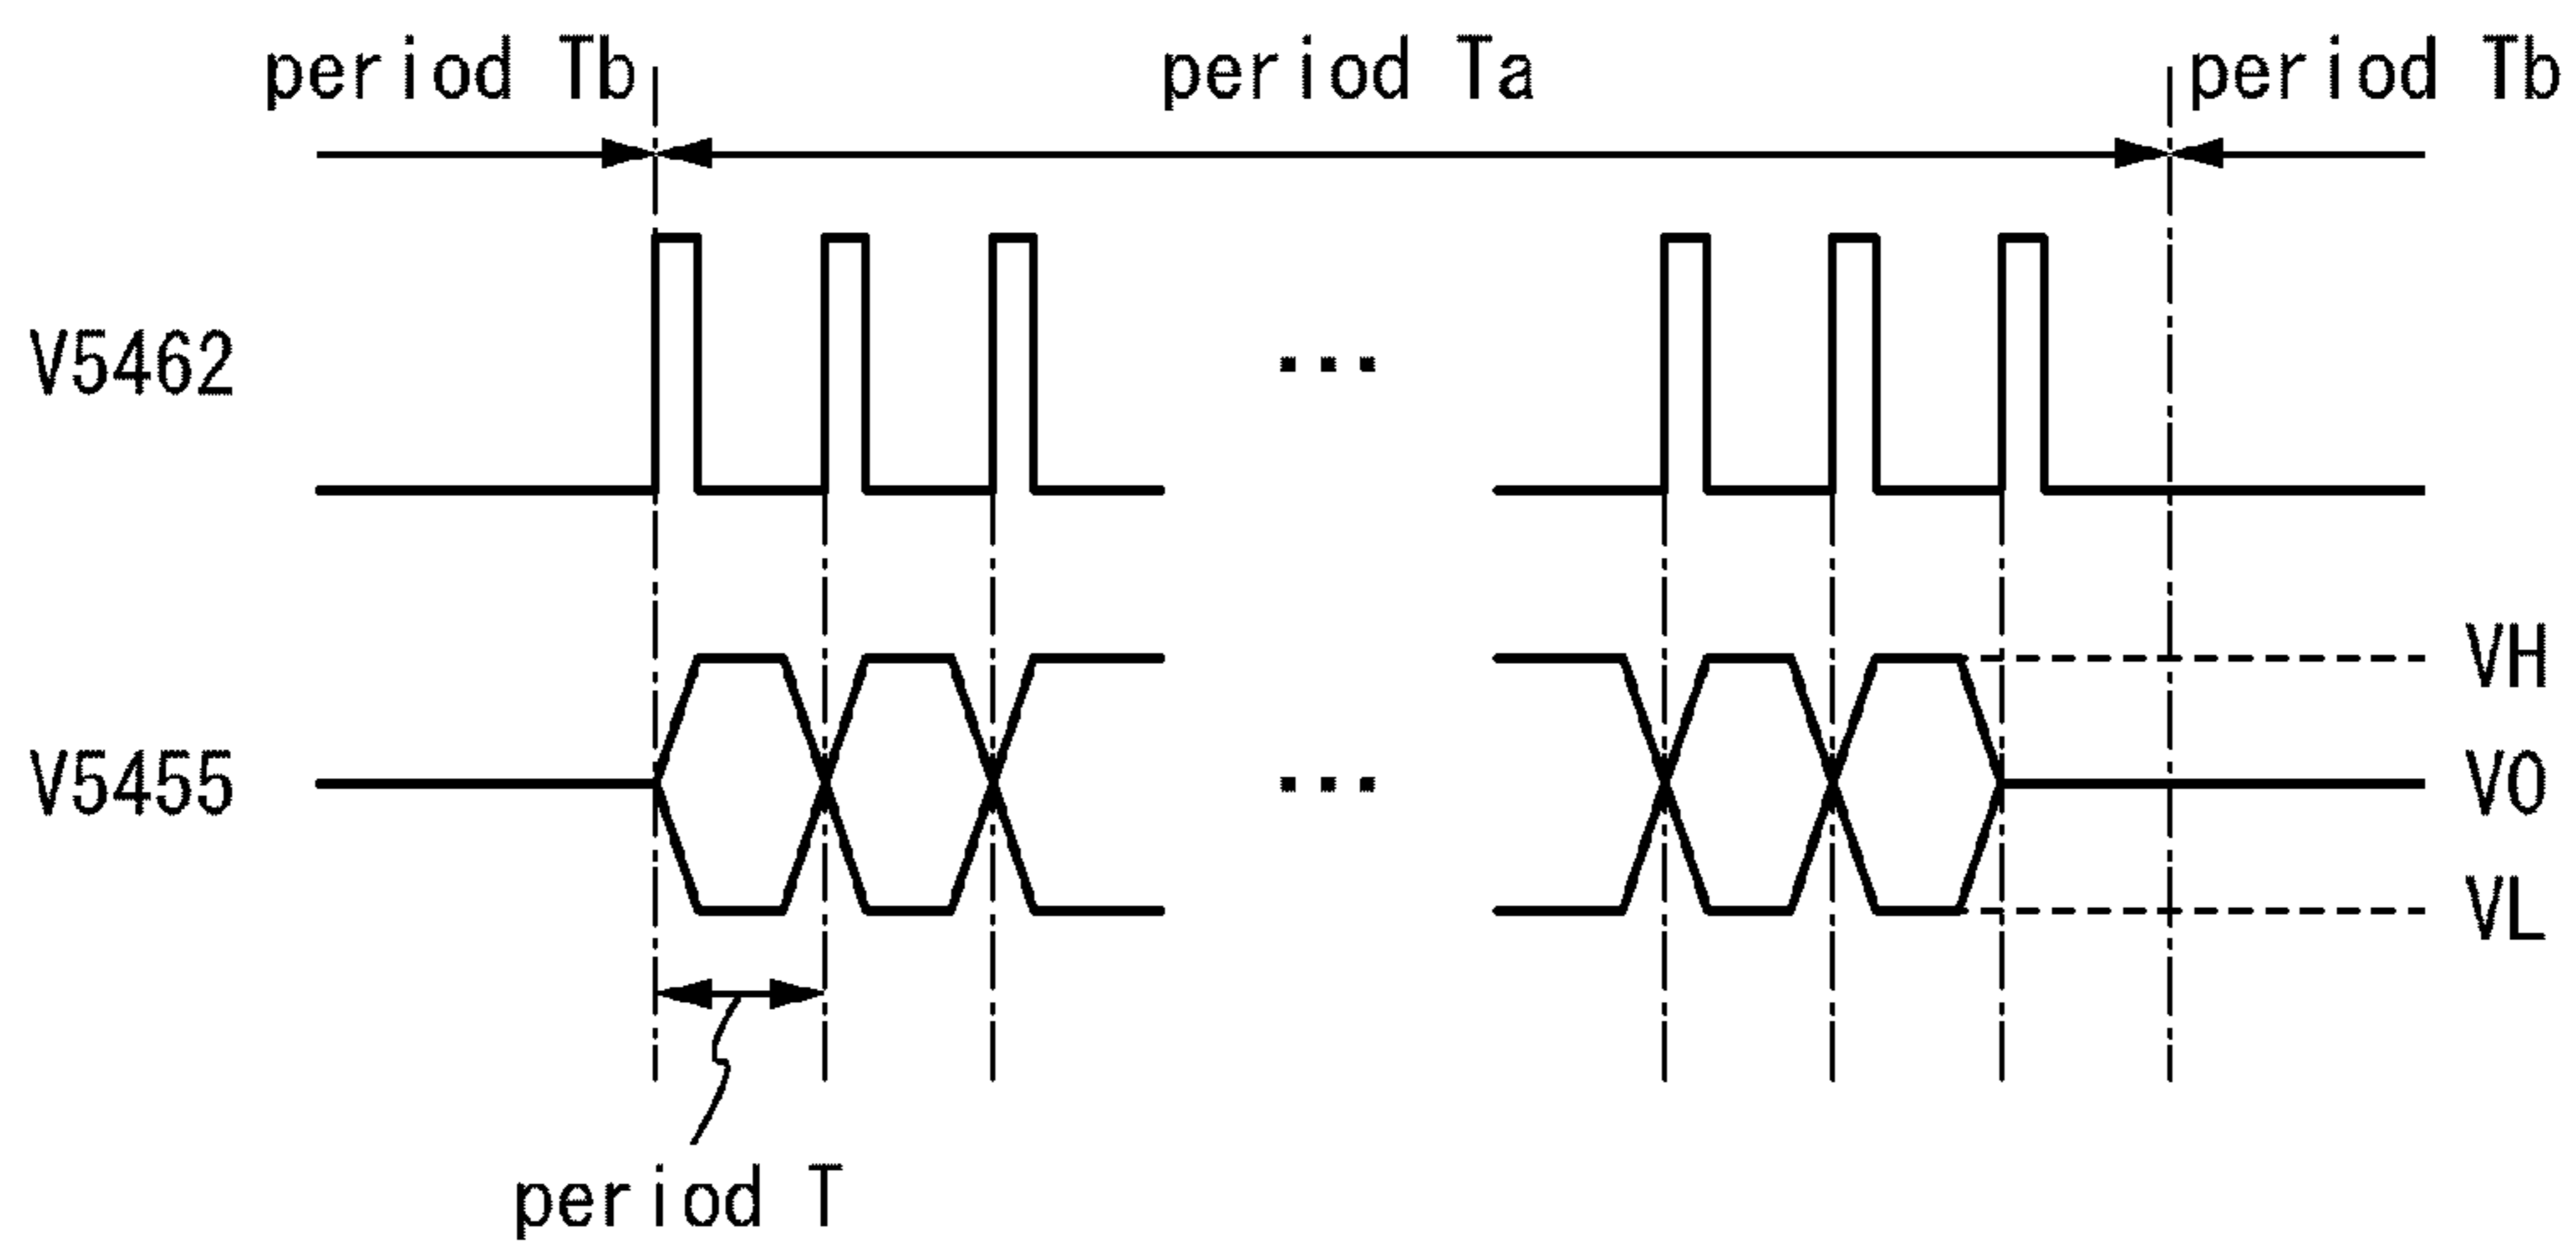 period Tb period Ta period Tb
V5462
...
VH
V5455
...
V0
VL
period T